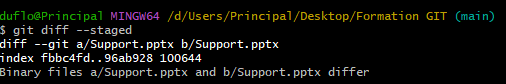 duflo@Principal MINGW64 /d/Users/Principal/Desktop/Formation GIT (main)
$ git diff --staged
diff --git a/Support.pptx b/Support.pptx
index fbbc4fd..96ab928 100644
Binary files a/Support.pptx and b/Support.pptx differ